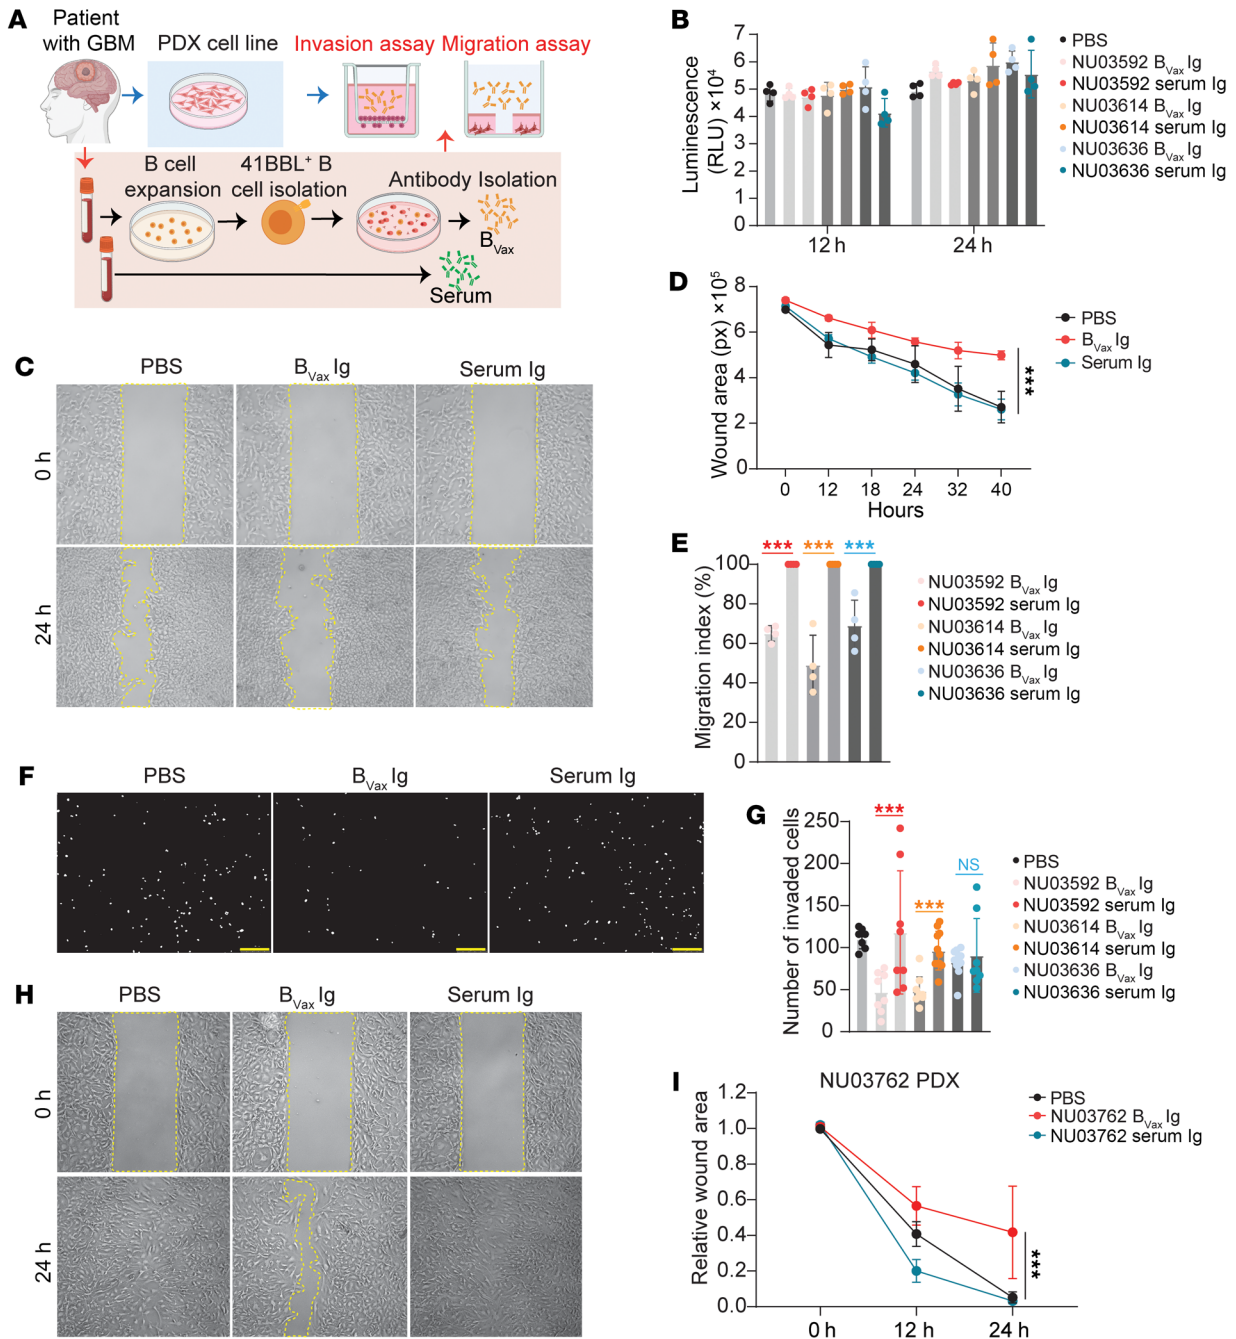 A
Patient
with GBM
PDX cell line
Invasion assay
Migration assay
B cell
expansion
41BBL+ B
cell isolation
Antibody Isolation
BVax
Serum
B
Luminescence
(RLU) ×10⁴
7
6
5
4
3
2
1
0
12 h
24 h
PBS
NU03592 BVax Ig
NU03592 serum Ig
NU03614 BVax Ig
NU03614 serum Ig
NU03636 BVax Ig
NU03636 serum Ig
C
PBS
BVax Ig
Serum Ig
0 h
24 h
D
Wound area (px) ×10⁵
8
6
4
2
0
0
12
18
24
32
40
Hours
PBS
BVax Ig
Serum Ig
***
E
Migration index (%)
100
80
60
40
20
0
***
***
***
NU03592 BVax Ig
NU03592 serum Ig
NU03614 BVax Ig
NU03614 serum Ig
NU03636 BVax Ig
NU03636 serum Ig
F
PBS
BVax Ig
Serum Ig
G
Number of invaded cells
250
200
150
100
50
0
***
***
NS
PBS
NU03592 BVax Ig
NU03592 serum Ig
NU03614 BVax Ig
NU03614 serum Ig
NU03636 BVax Ig
NU03636 serum Ig
H
PBS
BVax Ig
Serum Ig
0 h
24 h
I
NU03762 PDX
Relative wound area
1.2
1.0
0.8
0.6
0.4
0.2
0.0
0 h
12 h
24 h
PBS
NU03762 BVax Ig
NU03762 serum Ig
***